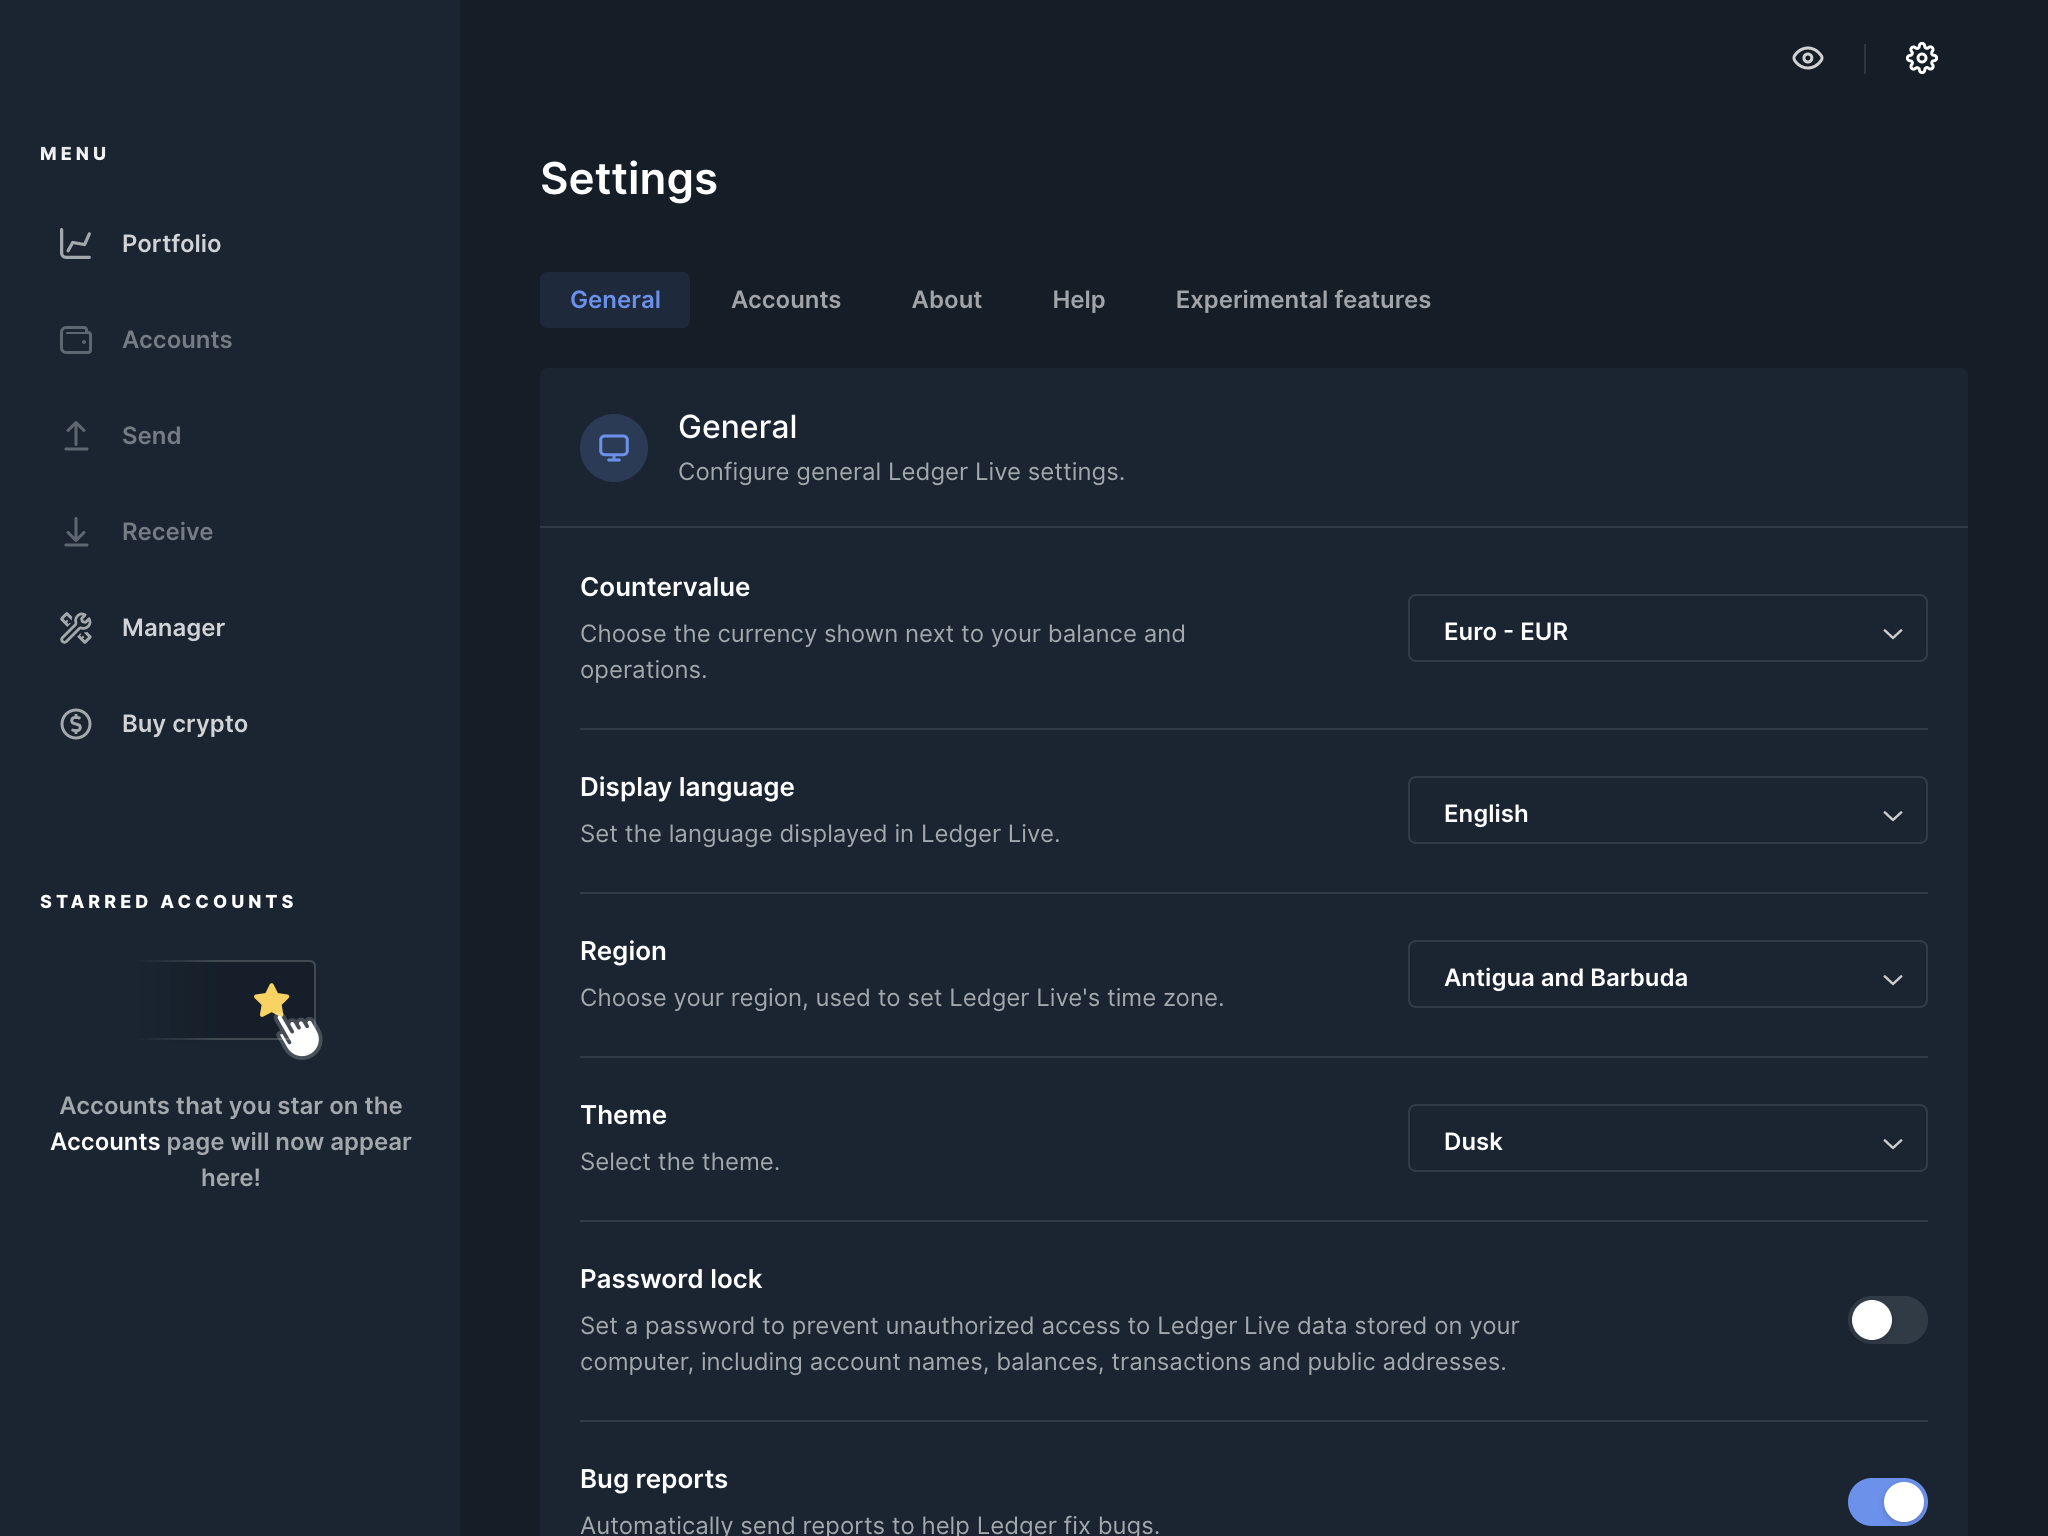 MENU
Portfolio
Accounts
Send
Receive
Manager
Buy crypto
STARRED ACCOUNTS
Accounts that you star on the
Accounts page will now appear
here!
Settings
General
Accounts
About
Help
Experimental features
General
Configure general Ledger Live settings.
Countervalue
Choose the currency shown next to your balance and
operations.
Euro - EUR
Display language
Set the language displayed in Ledger Live.
English
Region
Choose your region, used to set Ledger Live's time zone.
Antigua and Barbuda
Theme
Select the theme.
Dusk
Password lock
Set a password to prevent unauthorized access to Ledger Live data stored on your
computer, including account names, balances, transactions and public addresses.
Bug reports
Automatically send reports to help Ledger fix bugs.